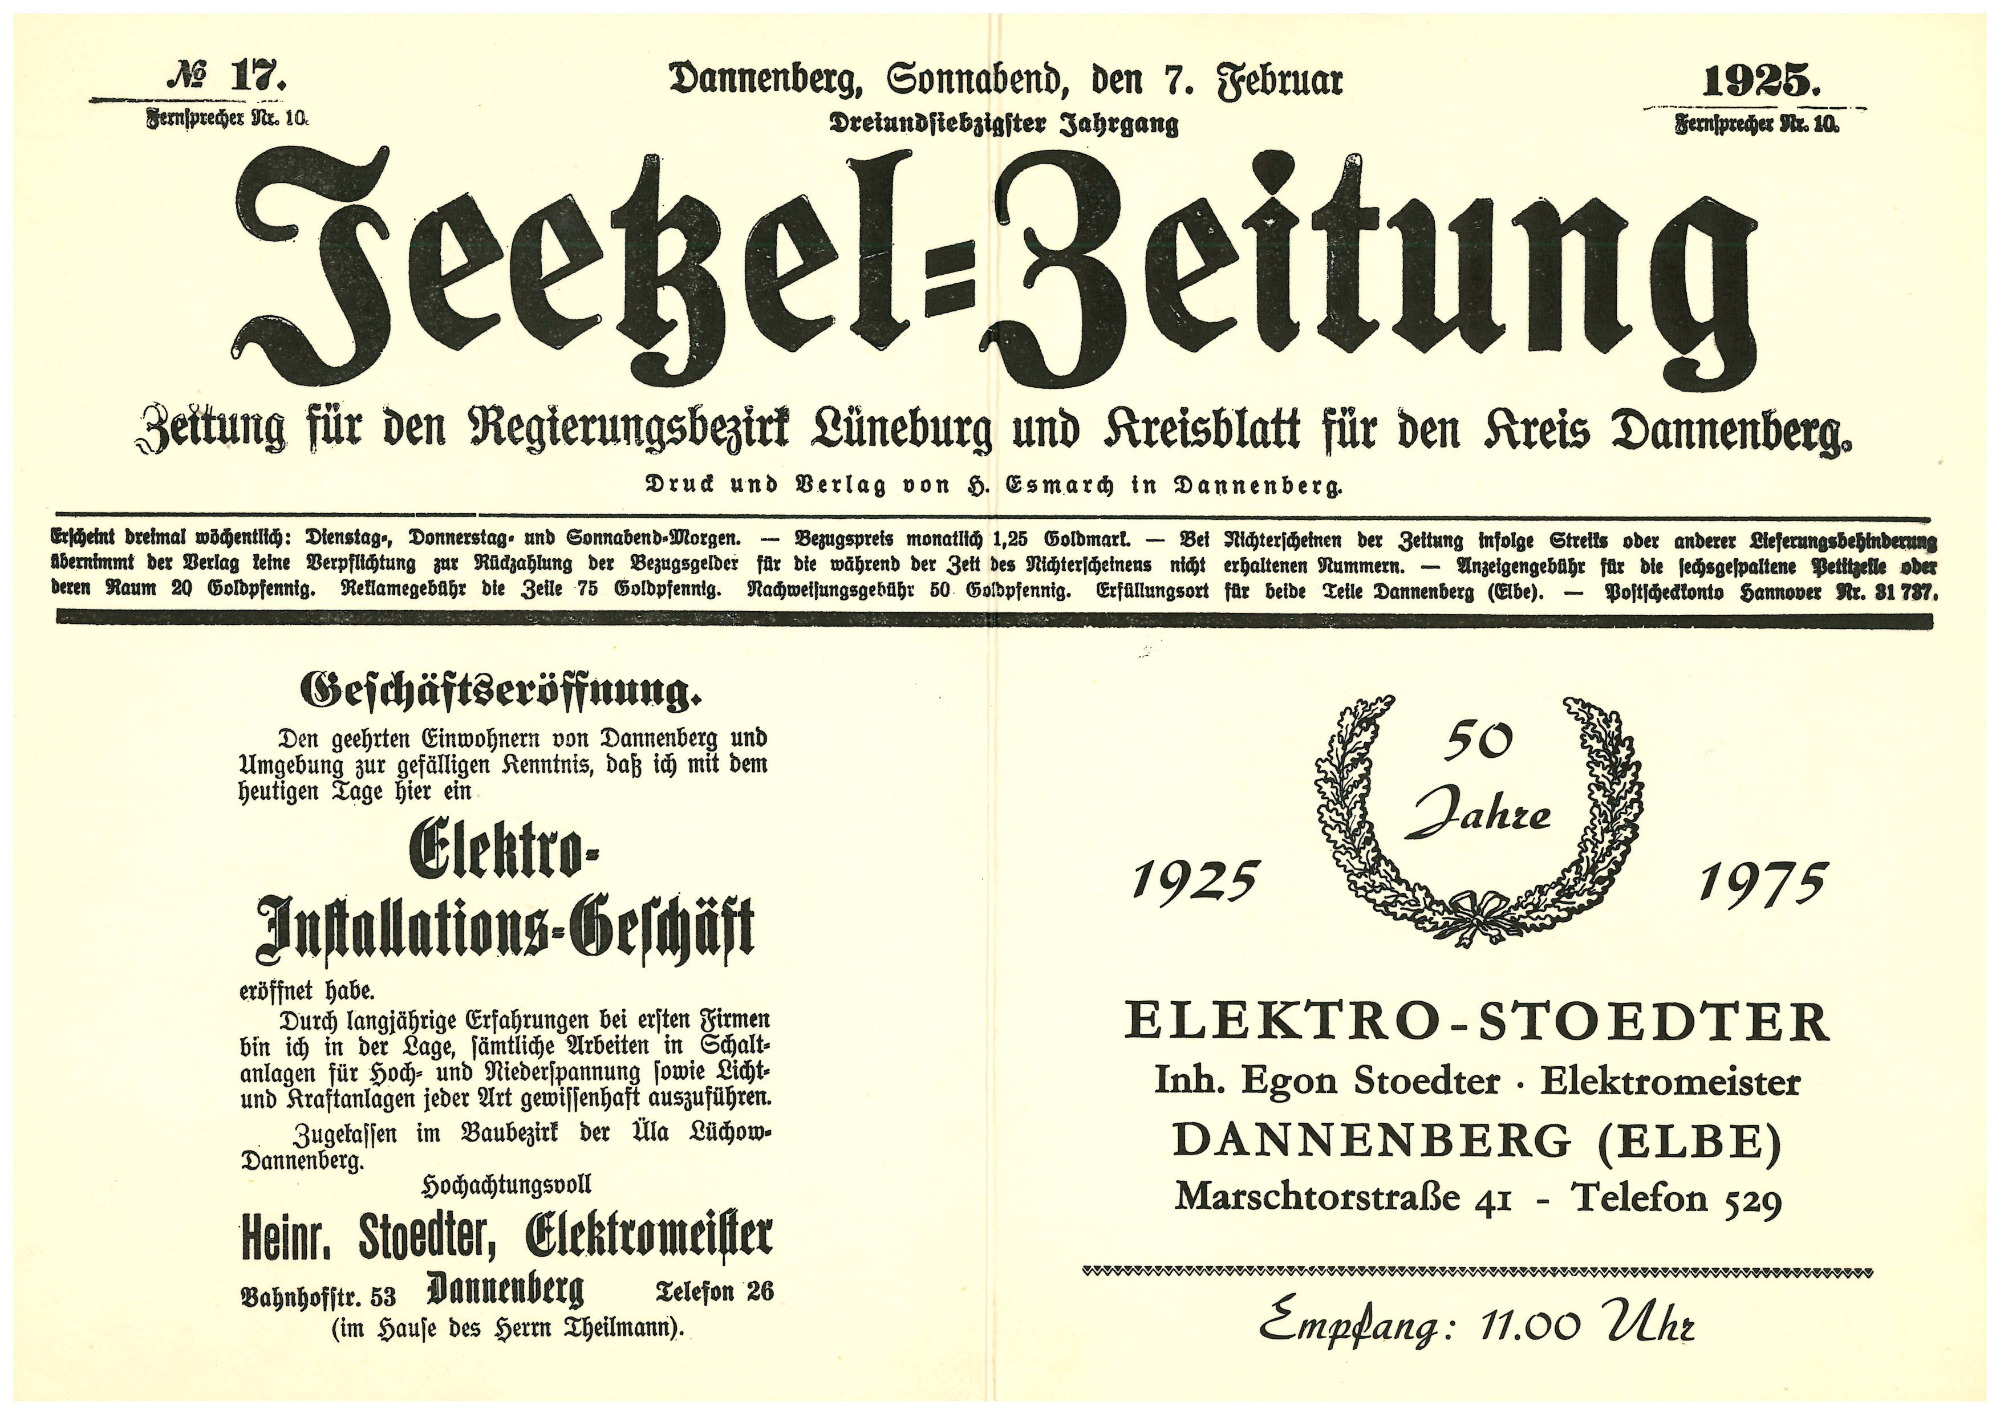 № 17.
Fernsprecher Nr. 10.
Dannenberg, Sonnabend, den 7. Februar
Dreiundsiebzigster Jahrgang
1925.
Fernsprecher Nr. 10.
Jeetzel-Zeitung
Zeitung für den Regierungsbezirk Lüneburg und Kreisblatt für den Kreis Dannenberg.
Druck und Verlag von H. Esmarch in Dannenberg.
Erscheint dreimal wöchentlich: Dienstag-, Donnerstag- und Sonnabend-Morgen. — Bezugspreis monatlich 1,25 Goldmark. — Bei Nichterscheinen der Zeitung infolge Streiks oder anderer Lieferungsbehinderung
übernimmt der Verlag keine Verpflichtung zur Rückzahlung der Bezugsgelder für die während der Zeit des Nichterscheinens nicht erhaltenen Nummern. — Anzeigengebühr für die sechsgespaltene Petitzeile oder
deren Raum 20 Goldpfennig. Reklamegebühr die Zeile 75 Goldpfennig. Nachweisungsgebühr 50 Goldpfennig. Erfüllungsort für beide Teile Dannenberg (Elbe). — Postscheckkonto Hannover Nr. 31 737.
Geschäftseröffnung.
Den geehrten Einwohnern von Dannenberg und
Umgebung zur gefälligen Kenntnis, daß ich mit dem
heutigen Tage hier ein
Elektro-
Installations-Geschäft
eröffnet habe.
Durch langjährige Erfahrungen bei ersten Firmen
bin ich in der Lage, sämtliche Arbeiten in Schalt-
anlagen für Hoch- und Niederspannung sowie Licht-
und Kraftanlagen jeder Art gewissenhaft auszuführen.
Zugelassen im Baubezirk der Üla Lüchow-
Dannenberg.
Hochachtungsvoll
Heinr. Stoedter, Elektromeister
Bahnhofstr. 53 Dannenberg Telefon 26
(im Hause des Herrn Theilmann).
50
Jahre
1925 1975
ELEKTRO-STOEDTER
Inh. Egon Stoedter · Elektromeister
DANNENBERG (ELBE)
Marschtorstraße 41 - Telefon 529
Empfang: 11.00 Uhr